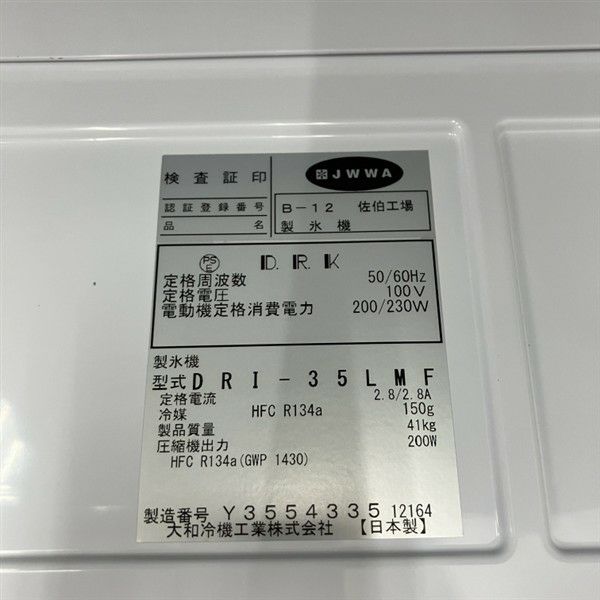 検査証印 JWWA
認証登録番号 B-12 佐伯工場
品名 製氷機
PSE D.R.K
定格周波数 50/60Hz
定格電圧 100V
電動機定格消費電力 200/230W
製氷機
型式 DRI-35LMF
定格電流 2.8/2.8A
冷媒 HFC R134a 150g
製品質量 41kg
圧縮機出力 200W
HFC R134a(GWP 1430)
製造番号 Y3554335 12164
大和冷機工業株式会社 【日本製】